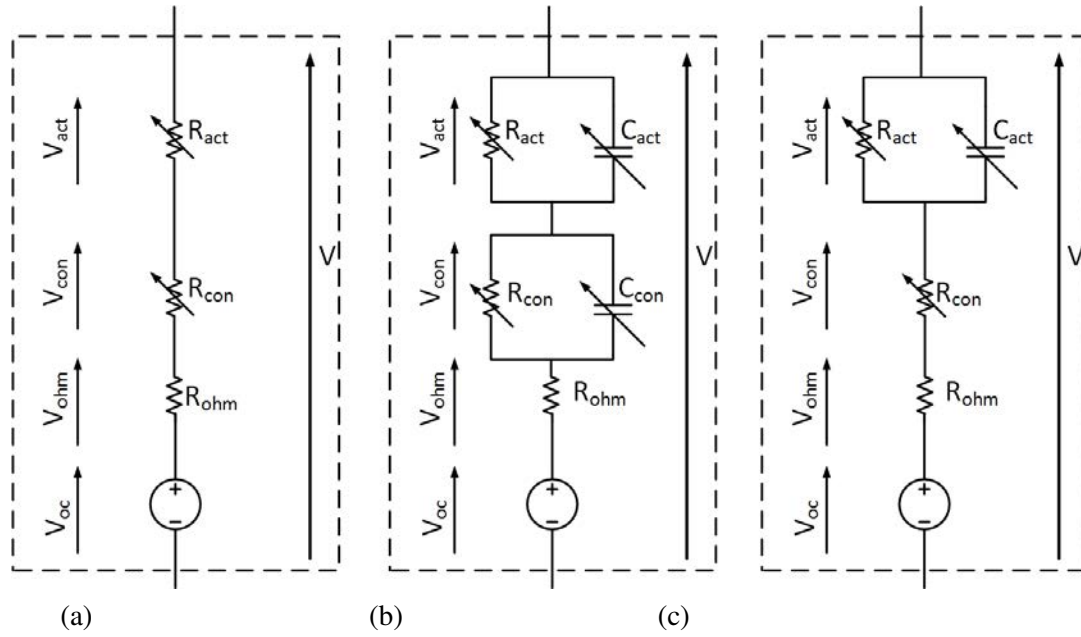 V_act
R_act
V_con
R_con
V_ohm
R_ohm
V_oc
+
−
V
V_act
R_act
C_act
V_con
R_con
C_con
V_ohm
R_ohm
V_oc
+
−
V
V_act
R_act
C_act
V_con
R_con
V_ohm
R_ohm
V_oc
+
−
V
(a) (b) (c)